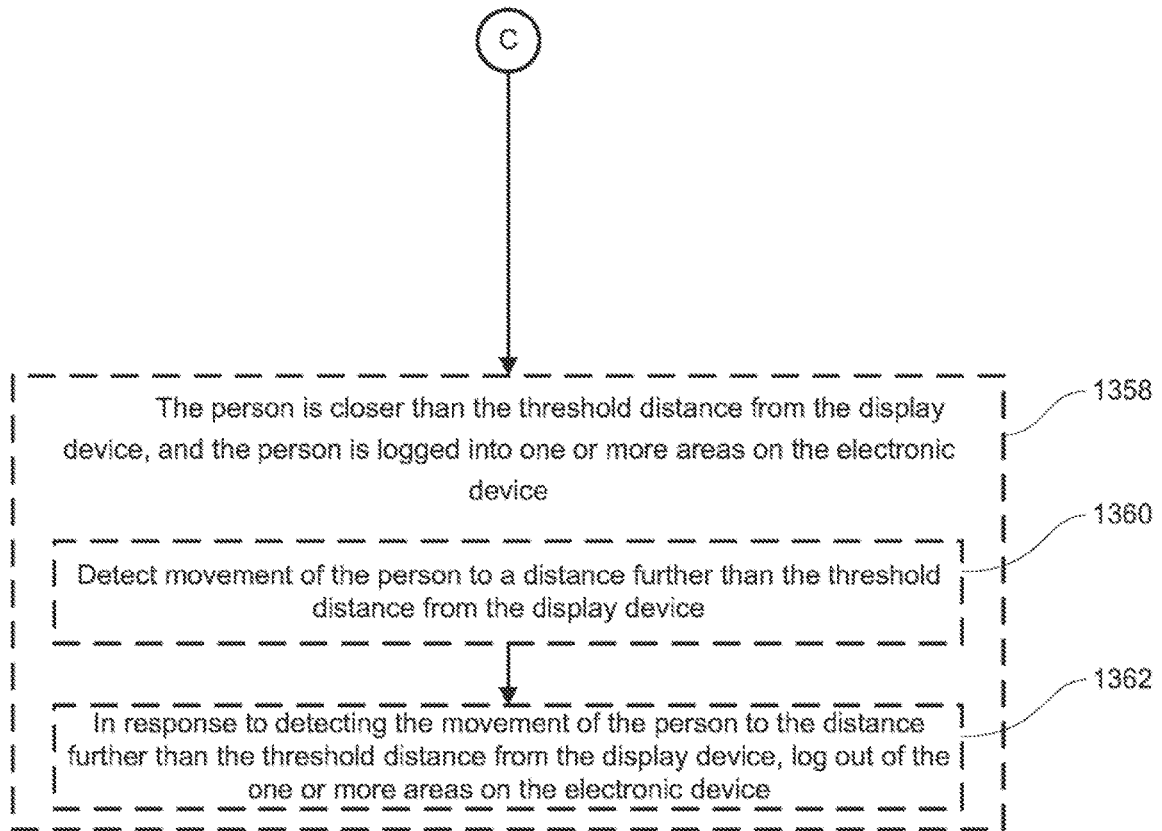 C
The person is closer than the threshold distance from the display
device, and the person is logged into one or more areas on the electronic
device
1358
Detect movement of the person to a distance further than the threshold
distance from the display device
1360
In response to detecting the movement of the person to the distance
further than the threshold distance from the display device, log out of the
one or more areas on the electronic device
1362